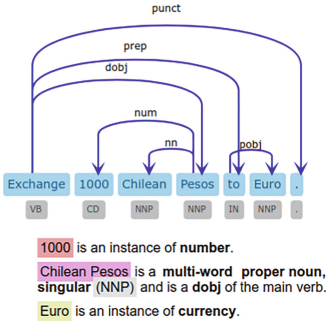 punct
prep
dobj
num
nn
pobj
Exchange 1000 Chilean Pesos to Euro .
VB CD NNP NNP IN NNP .
1000 is an instance of number.
Chilean Pesos is a multi-word proper noun,
singular (NNP) and is a dobj of the main verb.
Euro is an instance of currency.